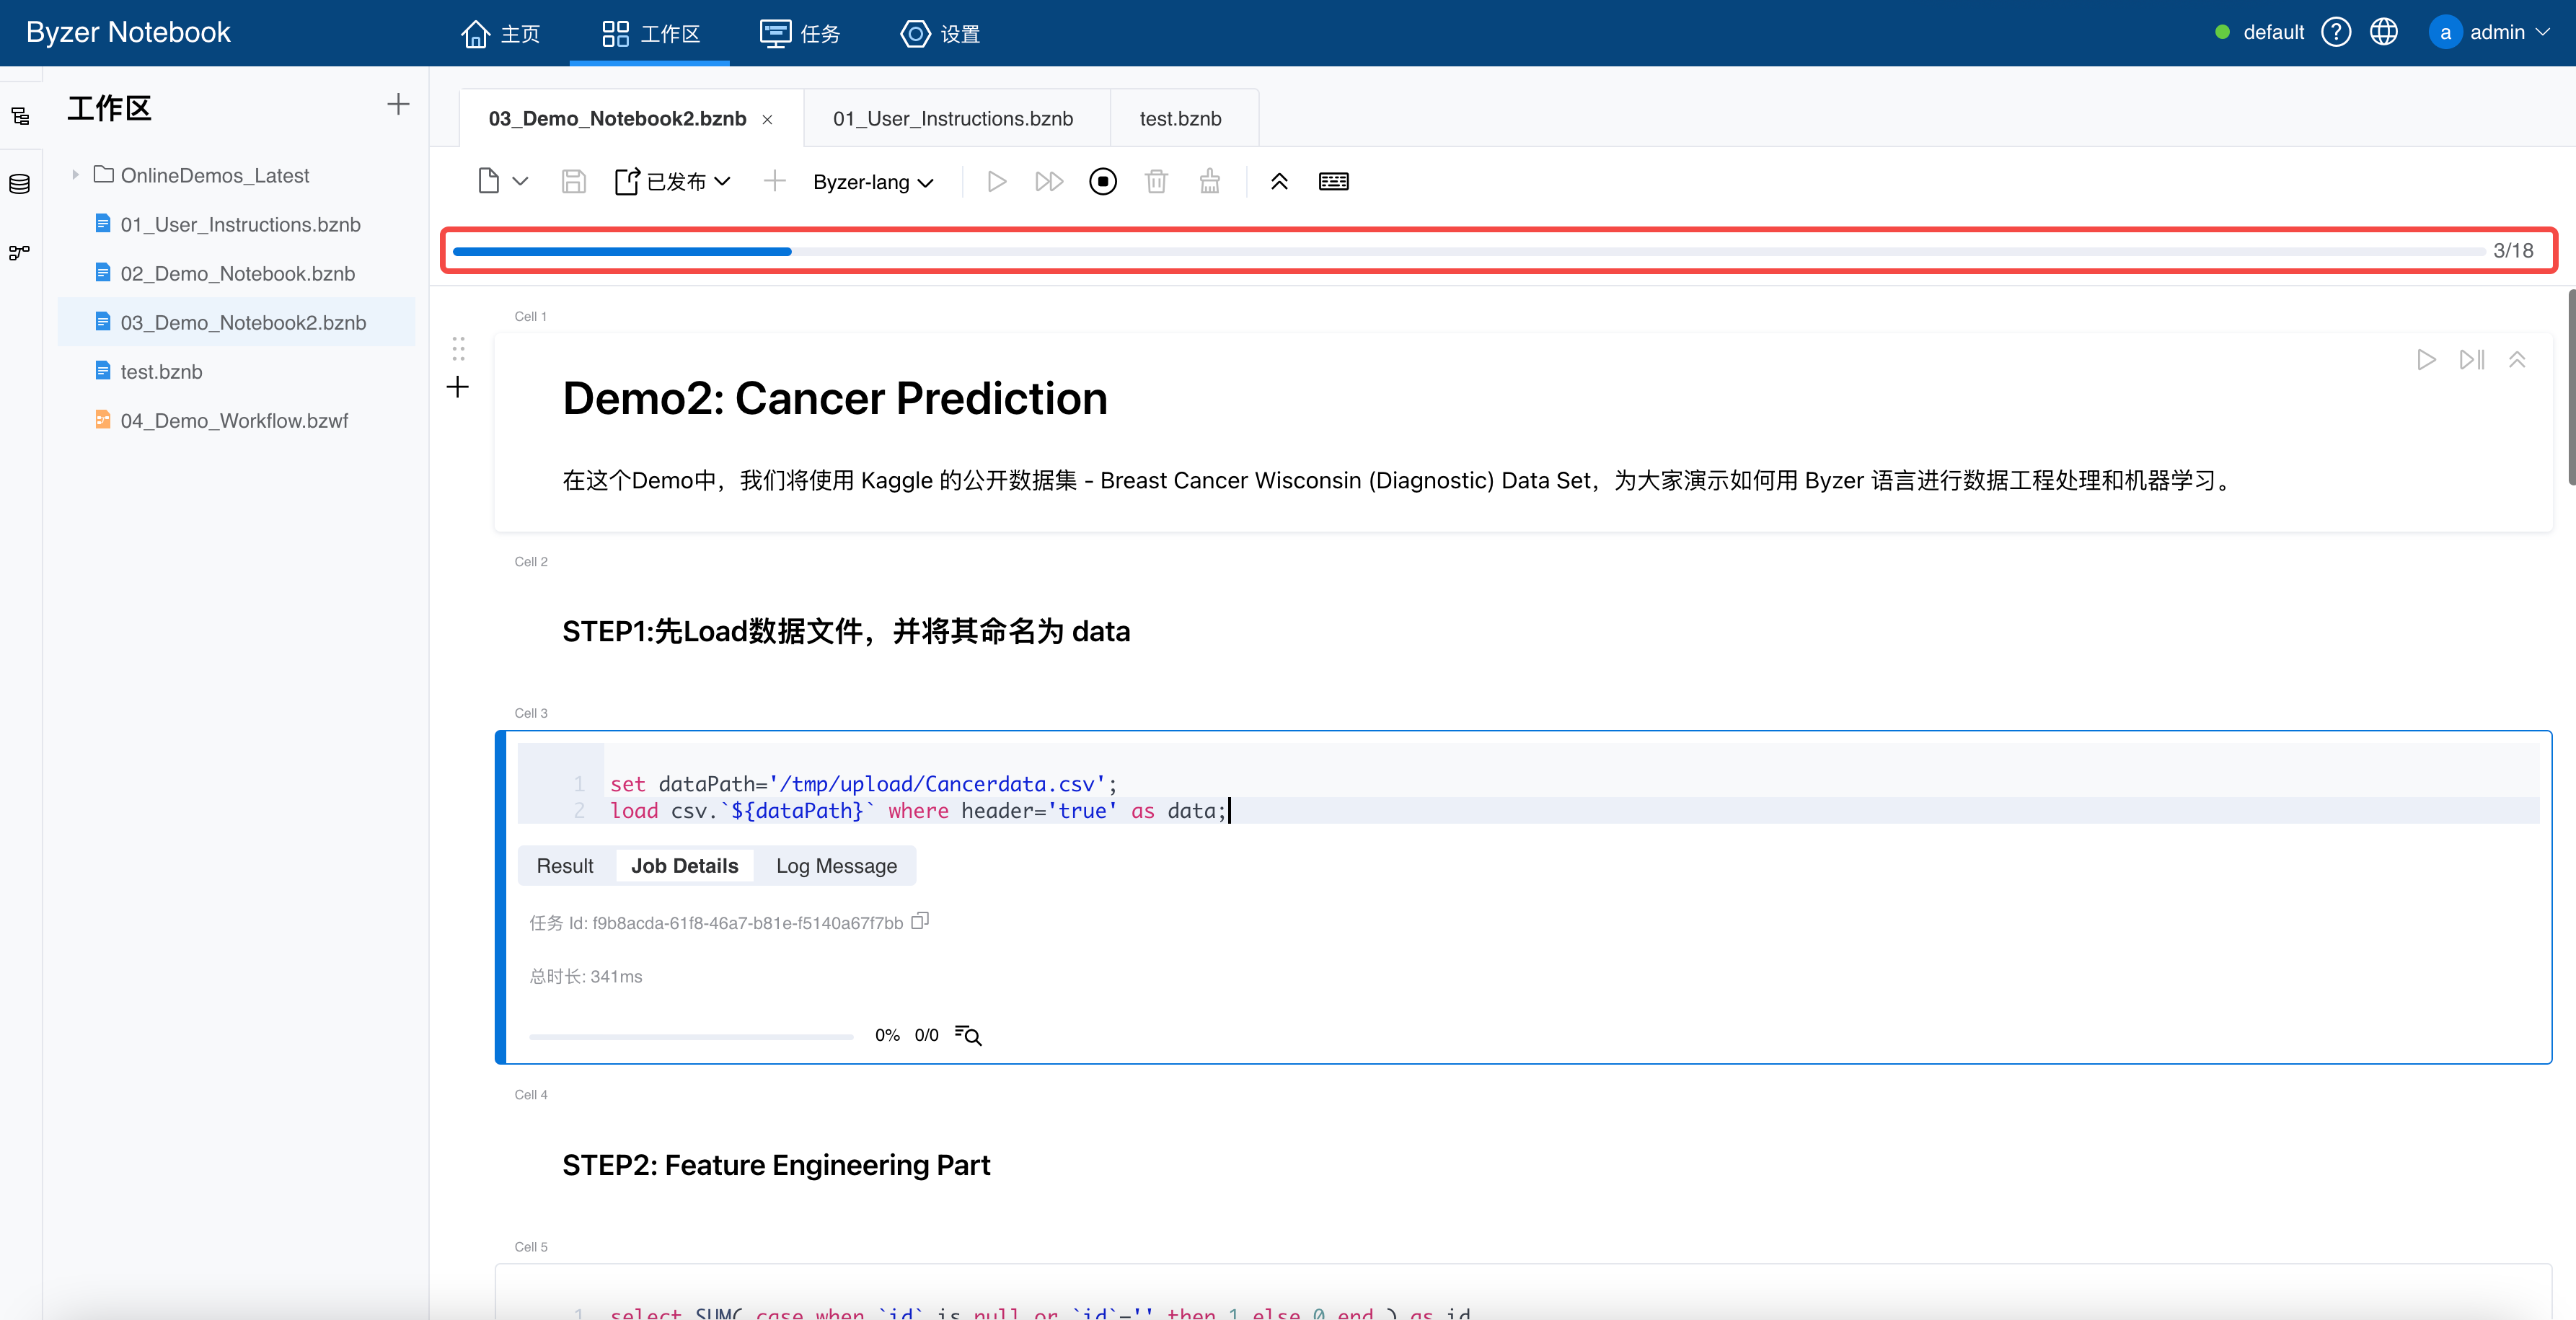 Byzer Notebook
主页
工作区
任务
设置
default
?
a
admin
工作区
OnlineDemos_Latest
01_User_Instructions.bznb
02_Demo_Notebook.bznb
03_Demo_Notebook2.bznb
test.bznb
04_Demo_Workflow.bzwf
03_Demo_Notebook2.bznb
01_User_Instructions.bznb
test.bznb
已发布
Byzer-lang
3/18
Cell 1
Demo2: Cancer Prediction
在这个Demo中，我们将使用 Kaggle 的公开数据集 - Breast Cancer Wisconsin (Diagnostic) Data Set，为大家演示如何用 Byzer 语言进行数据工程处理和机器学习。
Cell 2
STEP1:先Load数据文件，并将其命名为 data
Cell 3
1 set dataPath='/tmp/upload/Cancerdata.csv';
2 load csv.`${dataPath}` where header='true' as data;
Result
Job Details
Log Message
任务 Id: f9b8acda-61f8-46a7-b81e-f5140a67f7bb
总时长: 341ms
0% 0/0
Cell 4
STEP2: Feature Engineering Part
Cell 5
1 select SUM( case when `id` is null or `id`='' then 1 else 0 end ) as id